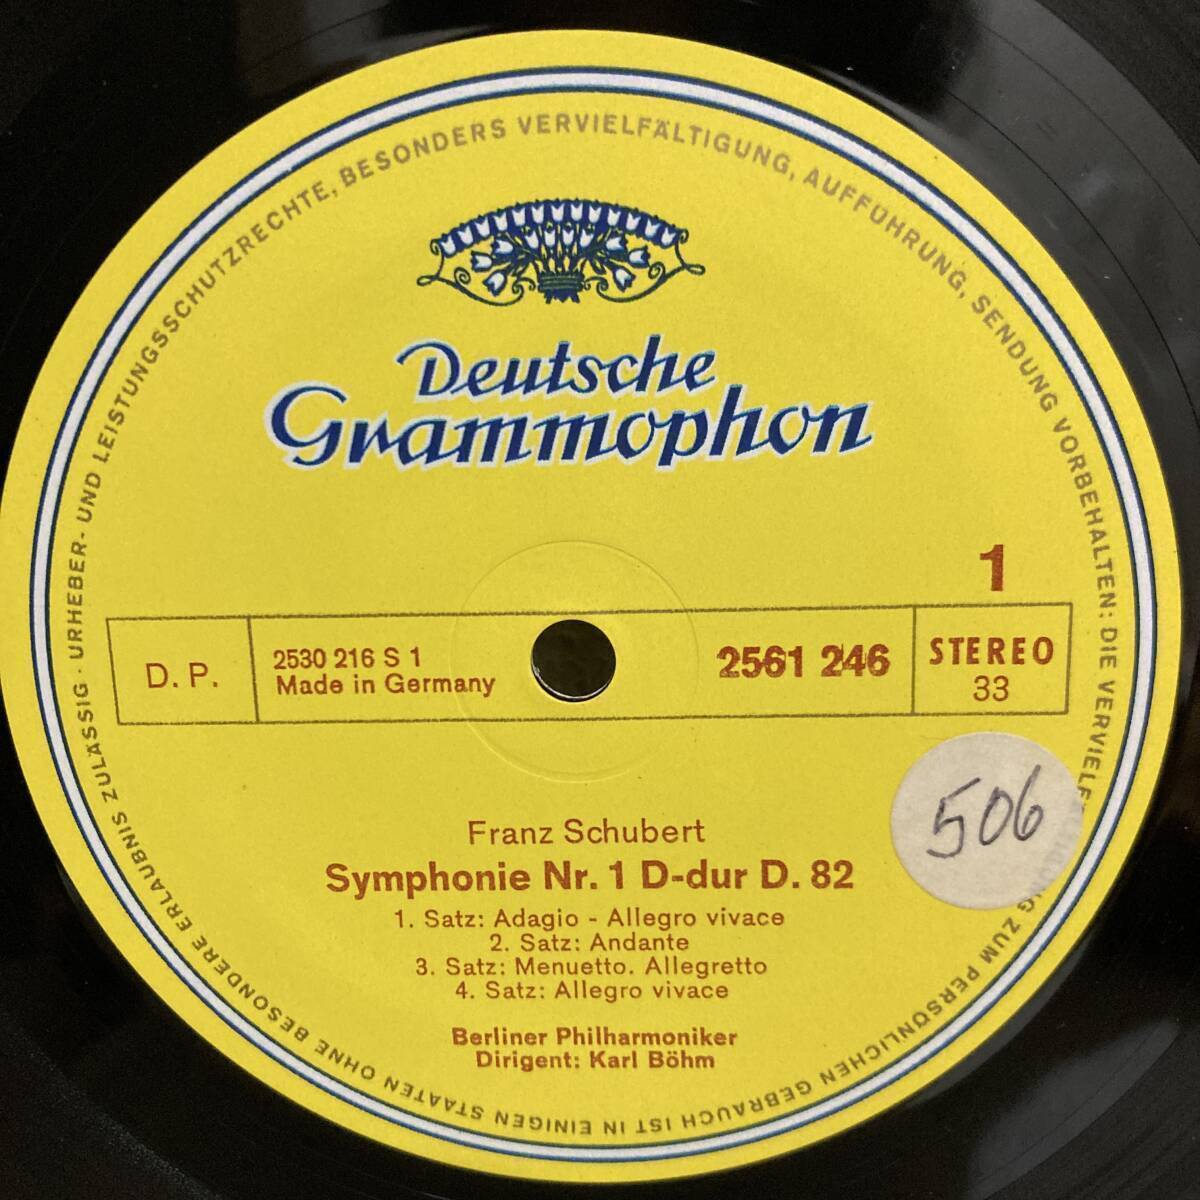 URHEBER- UND LEISTUNGSSCHUTZRECHTE, BESONDERS VERVIELFÄLTIGUNG, AUFFÜHRUNG, SENDUNG VORBEHALTEN: DIE VERVIELF ZUM PERSÖNLICHEN GEBRAUCH IST IN EINIGEN STAATEN OHNE BESONDERE ERLAUBNIS ZULÄSSIG ·
Deutsche
Grammophon
1
D. P.
2530 216 S 1
Made in Germany
2561 246
STEREO
33
506
Franz Schubert
Symphonie Nr. 1 D-dur D. 82
1. Satz: Adagio - Allegro vivace
2. Satz: Andante
3. Satz: Menuetto. Allegretto
4. Satz: Allegro vivace
Berliner Philharmoniker
Dirigent: Karl Böhm